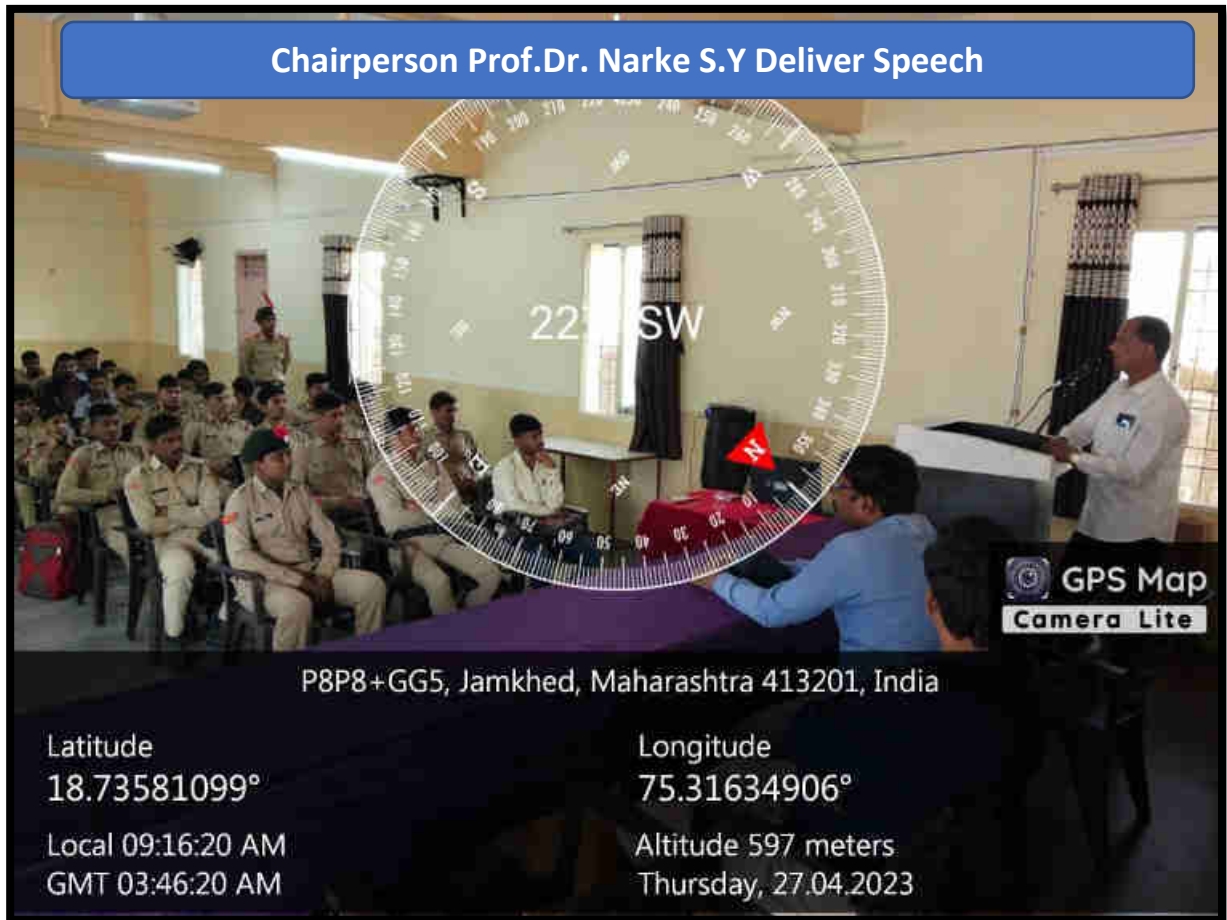 Chairperson Prof.Dr. Narke S.Y Deliver Speech
SW
N
GPS Map
Camera Lite
P8P8+GG5, Jamkhed, Maharashtra 413201, India
Latitude
18.73581099°
Longitude
75.31634906°
Local 09:16:20 AM
GMT 03:46:20 AM
Altitude 597 meters
Thursday, 27.04.2023